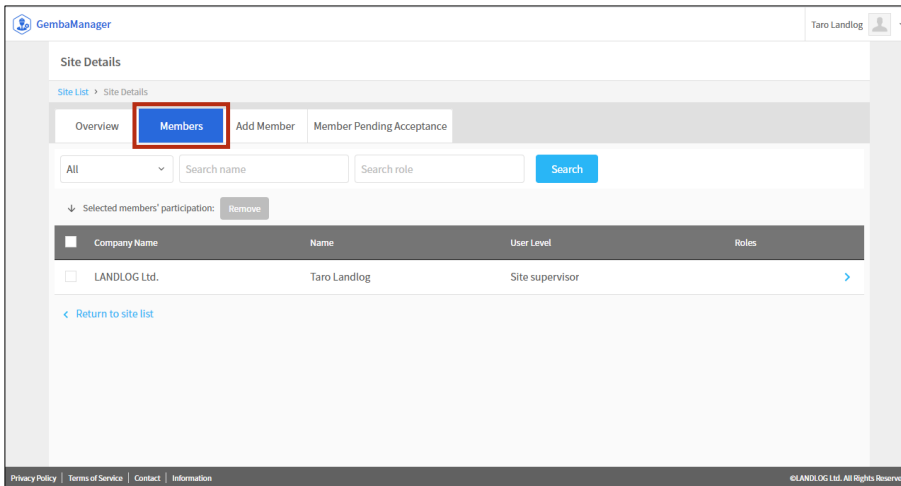 GembaManager
Taro Landlog
Site Details
Site List > Site Details
Overview Members Add Member Member Pending Acceptance
All Search name Search role Search
↓ Selected members' participation: Remove
Company Name Name User Level Roles
LANDLOG Ltd. Taro Landlog Site supervisor >
< Return to site list
Privacy Policy | Terms of Service | Contact | Information ©LANDLOG Ltd. All Rights Reserve